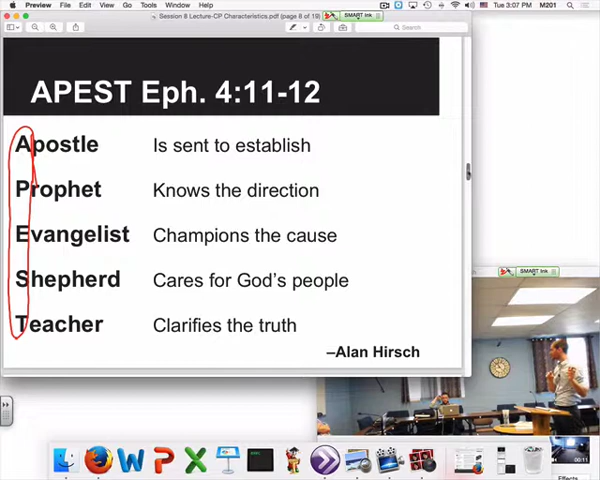 Preview File Edit View Go Tools Window Help Tue 3:07 PM M201
Session 8 Lecture-CP Characteristics.pdf (page 8 of 19)
SMART Ink
Search
APEST Eph. 4:11-12
Apostle Is sent to establish
Prophet Knows the direction
Evangelist Champions the cause
Shepherd Cares for God's people
Teacher Clarifies the truth
–Alan Hirsch
SMART Ink
00:11
Effects